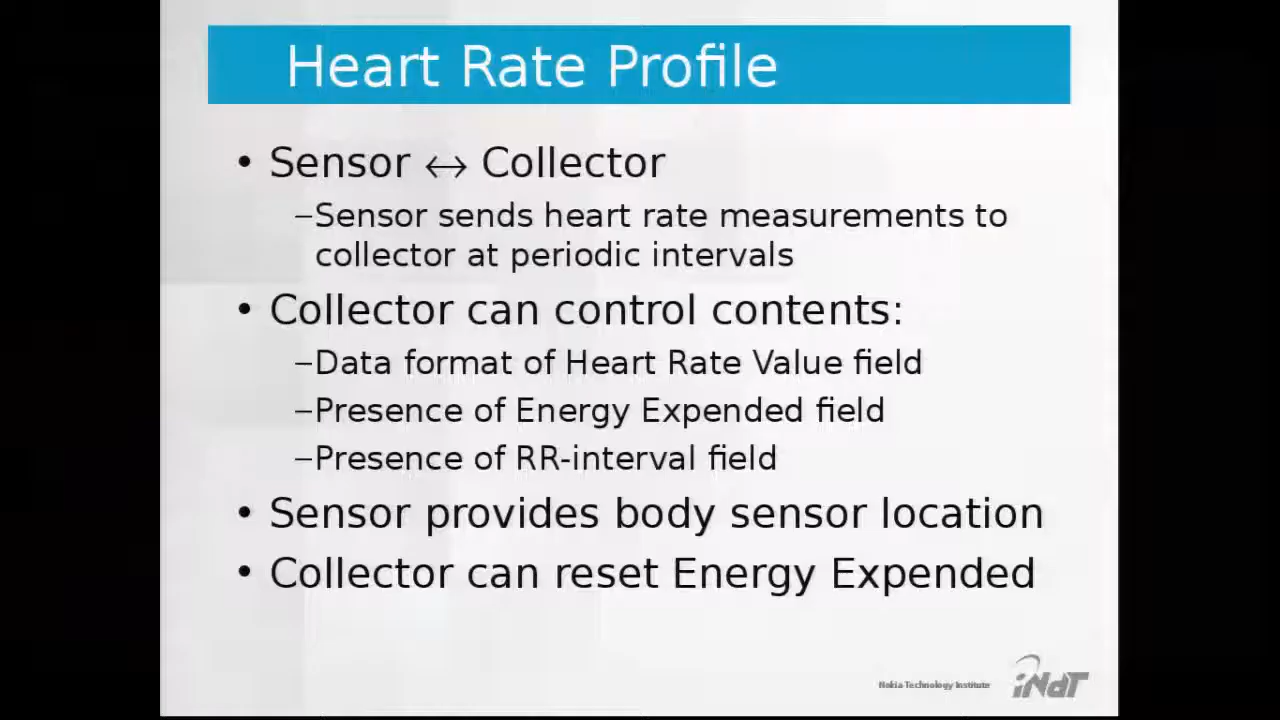 Heart Rate Profile
• Sensor ↔ Collector
–Sensor sends heart rate measurements to
collector at periodic intervals
• Collector can control contents:
–Data format of Heart Rate Value field
–Presence of Energy Expended field
–Presence of RR-interval field
• Sensor provides body sensor location
• Collector can reset Energy Expended
Nokia Technology Institute
iNdT